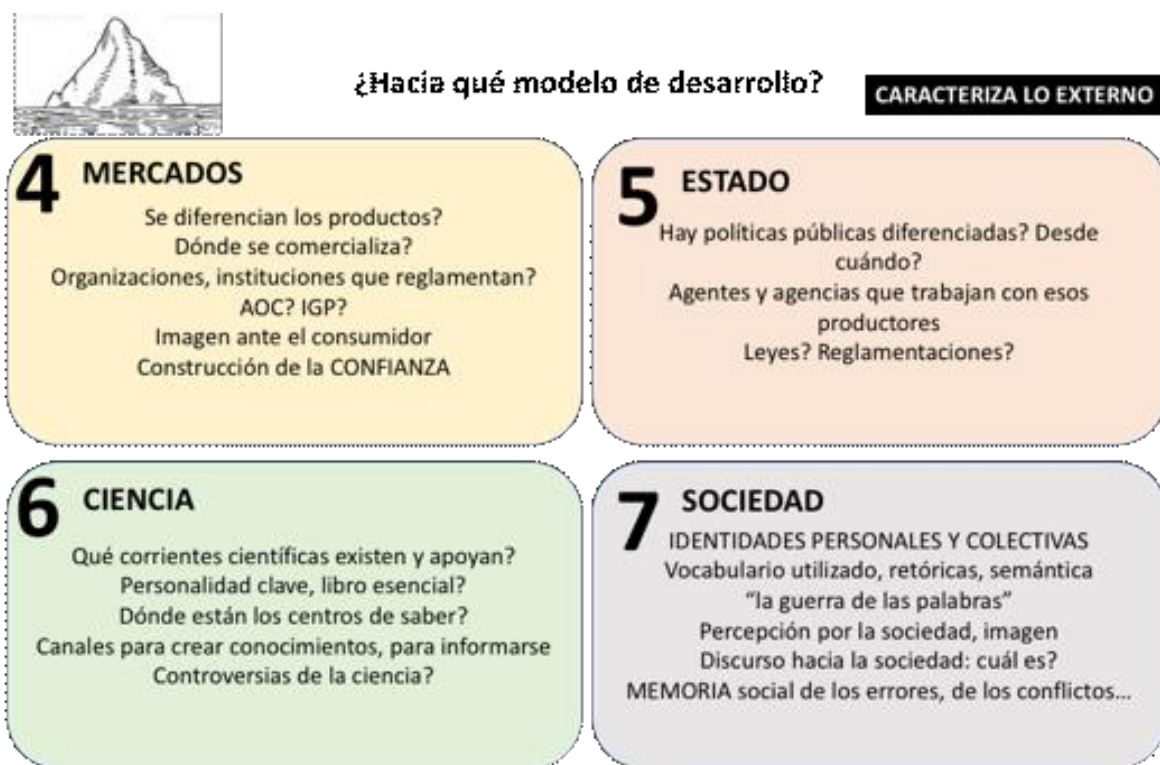 ¿Hacia qué modelo de desarrollo?
CARACTERIZA LO EXTERNO
4 MERCADOS
Se diferencian los productos?
Dónde se comercializa?
Organizaciones, instituciones que reglamentan?
AOC? IGP?
Imagen ante el consumidor
Construcción de la CONFIANZA
5 ESTADO
Hay políticas públicas diferenciadas? Desde
cuándo?
Agentes y agencias que trabajan con esos
productores
Leyes? Reglamentaciones?
6 CIENCIA
Qué corrientes científicas existen y apoyan?
Personalidad clave, libro esencial?
Dónde están los centros de saber?
Canales para crear conocimientos, para informarse
Controversias de la ciencia?
7 SOCIEDAD
IDENTIDADES PERSONALES Y COLECTIVAS
Vocabulario utilizado, retóricas, semántica
“la guerra de las palabras”
Percepción por la sociedad, imagen
Discurso hacia la sociedad: cuál es?
MEMORIA social de los errores, de los conflictos…